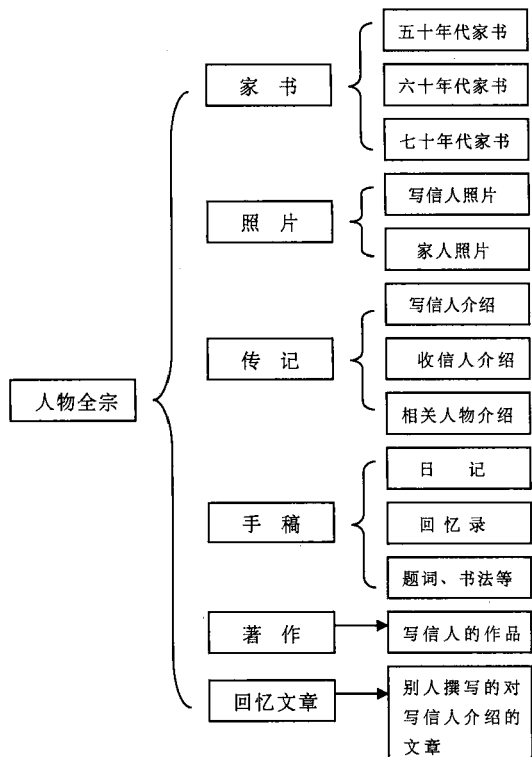 家书
五十年代家书
六十年代家书
七十年代家书
照片
写信人照片
家人照片
传记
写信人介绍
收信人介绍
相关人物介绍
人物全宗
手稿
日记
回忆录
题词、书法等
著作
写信人的作品
回忆文章
别人撰写的对
写信人介绍的
文章